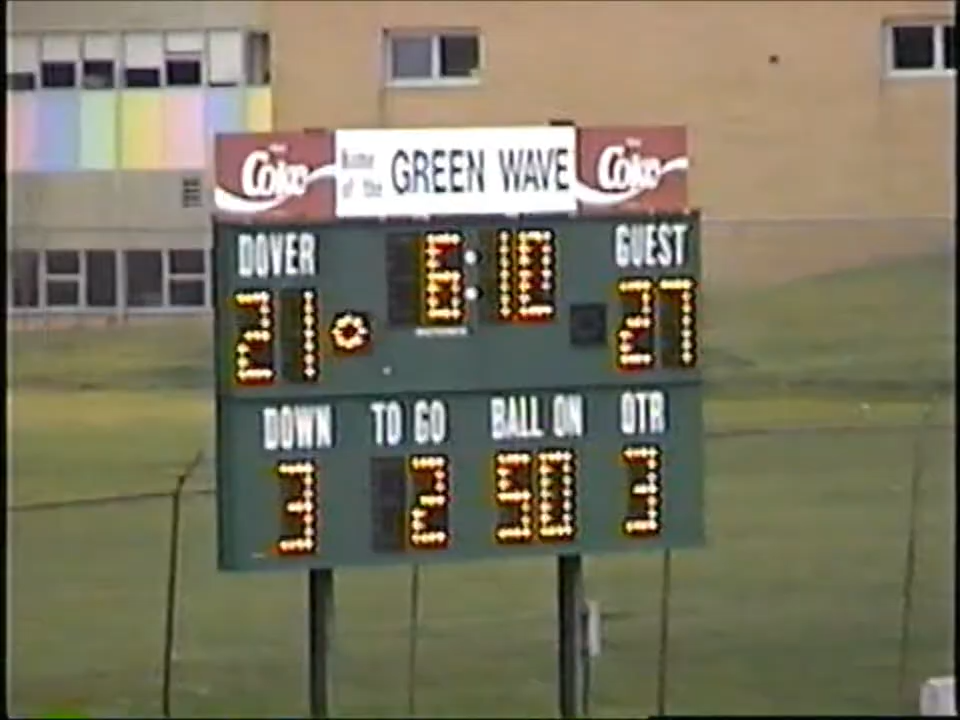 Coke Home of the GREEN WAVE Coke
DOVER 6:10 GUEST
21 27
DOWN TO GO BALL ON QTR
3 2 50 3